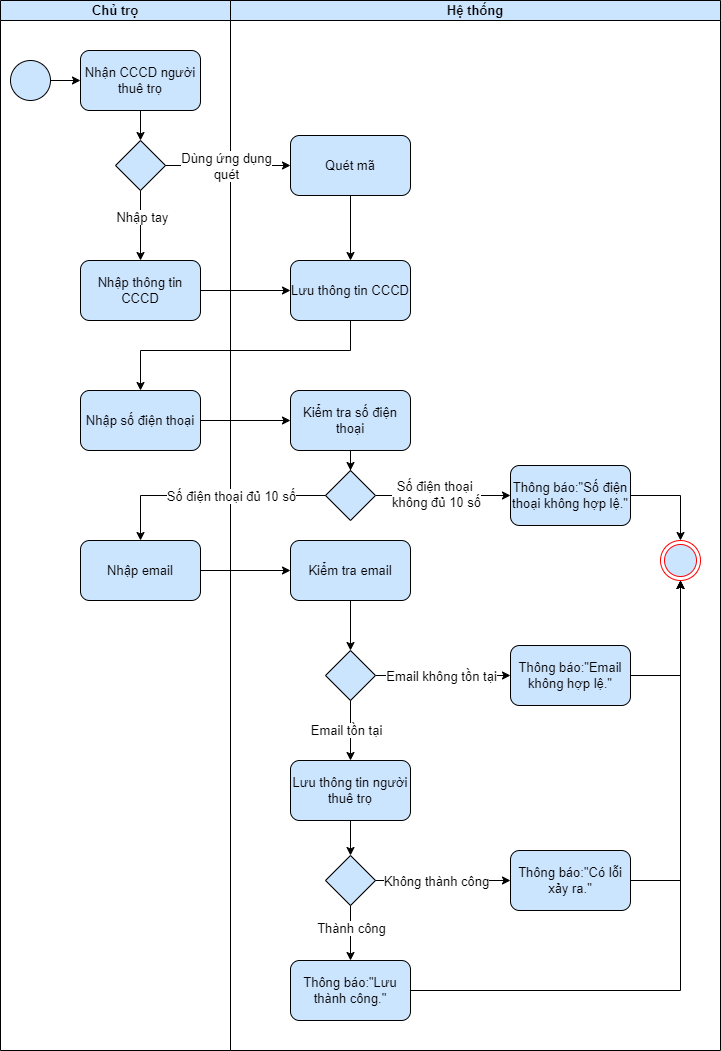 Chủ trọ
Hệ thống
Nhận CCCD người
thuê trọ
Dùng ứng dụng
quét
Quét mã
Nhập tay
Nhập thông tin
CCCD
Lưu thông tin CCCD
Nhập số điện thoại
Kiểm tra số điện
thoại
Số điện thoại đủ 10 số
Số điện thoại
không đủ 10 số
Thông báo:"Số điện
thoại không hợp lệ."
Nhập email
Kiểm tra email
Email không tồn tại
Thông báo:"Email
không hợp lệ."
Email tồn tại
Lưu thông tin người
thuê trọ
Không thành công
Thông báo:"Có lỗi
xảy ra."
Thành công
Thông báo:"Lưu
thành công."